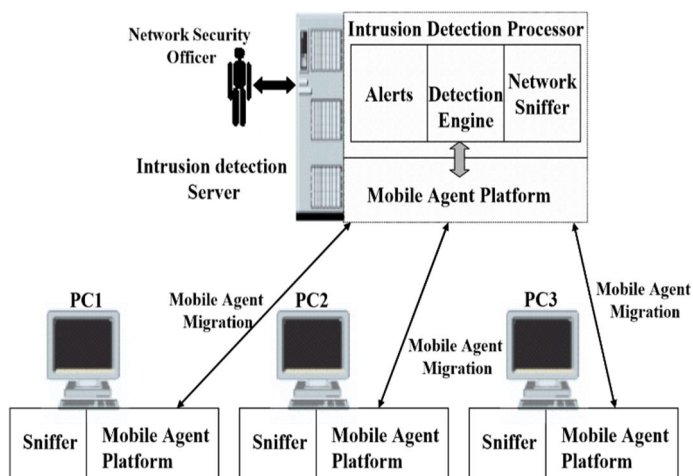 Network Security
Officer
Intrusion Detection Processor
Alerts
Detection
Engine
Network
Sniffer
Intrusion detection
Server
Mobile Agent Platform
PC1
Mobile Agent
Migration
PC2
Mobile Agent
Migration
PC3
Mobile Agent
Migration
Sniffer
Mobile Agent
Platform
Sniffer
Mobile Agent
Platform
Sniffer
Mobile Agent
Platform